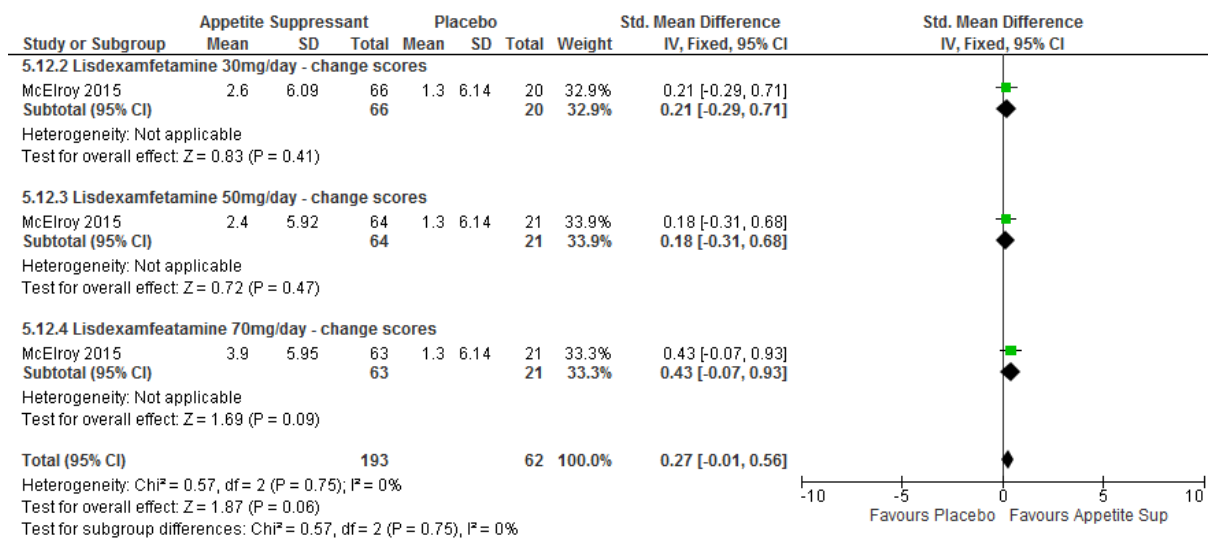 Appetite Suppressant Placebo Std. Mean Difference Std. Mean Difference
Study or Subgroup Mean SD Total Mean SD Total Weight IV, Fixed, 95% CI IV, Fixed, 95% CI
5.12.2 Lisdexamfetamine 30mg/day - change scores
McElroy 2015 2.6 6.09 66 1.3 6.14 20 32.9% 0.21 [-0.29, 0.71]
Subtotal (95% CI) 66 20 32.9% 0.21 [-0.29, 0.71]
Heterogeneity: Not applicable
Test for overall effect: Z = 0.83 (P = 0.41)
5.12.3 Lisdexamfetamine 50mg/day - change scores
McElroy 2015 2.4 5.92 64 1.3 6.14 21 33.9% 0.18 [-0.31, 0.68]
Subtotal (95% CI) 64 21 33.9% 0.18 [-0.31, 0.68]
Heterogeneity: Not applicable
Test for overall effect: Z = 0.72 (P = 0.47)
5.12.4 Lisdexamfeatamine 70mg/day - change scores
McElroy 2015 3.9 5.95 63 1.3 6.14 21 33.3% 0.43 [-0.07, 0.93]
Subtotal (95% CI) 63 21 33.3% 0.43 [-0.07, 0.93]
Heterogeneity: Not applicable
Test for overall effect: Z = 1.69 (P = 0.09)
Total (95% CI) 193 62 100.0% 0.27 [-0.01, 0.56]
Heterogeneity: Chi² = 0.57, df = 2 (P = 0.75); I² = 0%
Test for overall effect: Z = 1.87 (P = 0.06)
Test for subgroup differences: Chi² = 0.57, df = 2 (P = 0.75), I² = 0%
-10 -5 0 5 10
Favours Placebo Favours Appetite Sup